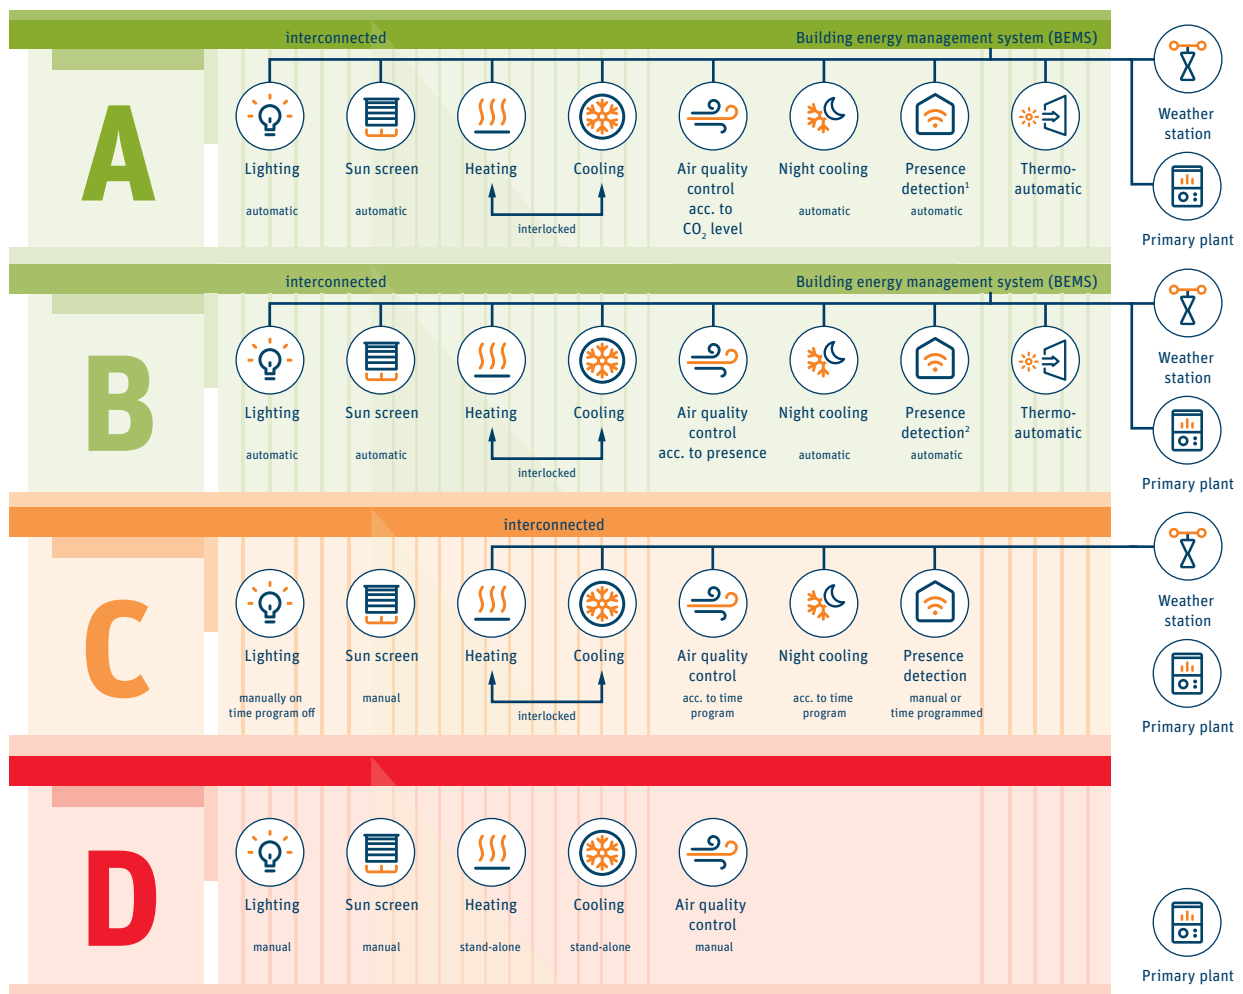 interconnected
Building energy management system (BEMS)
A
Lighting
automatic
Sun screen
automatic
Heating
Cooling
interlocked
Air quality
control
acc. to
CO₂ level
Night cooling
automatic
Presence
detection¹
automatic
Thermo-
automatic
Weather
station
Primary plant
interconnected
Building energy management system (BEMS)
B
Lighting
automatic
Sun screen
automatic
Heating
Cooling
interlocked
Air quality
control
acc. to presence
Night cooling
automatic
Presence
detection²
automatic
Thermo-
automatic
Weather
station
Primary plant
interconnected
C
Lighting
manually on
time program off
Sun screen
manual
Heating
Cooling
interlocked
Air quality
control
acc. to time
program
Night cooling
acc. to time
program
Presence
detection
manual or
time programmed
Weather
station
Primary plant
D
Lighting
manual
Sun screen
manual
Heating
stand-alone
Cooling
stand-alone
Air quality
control
manual
Primary plant